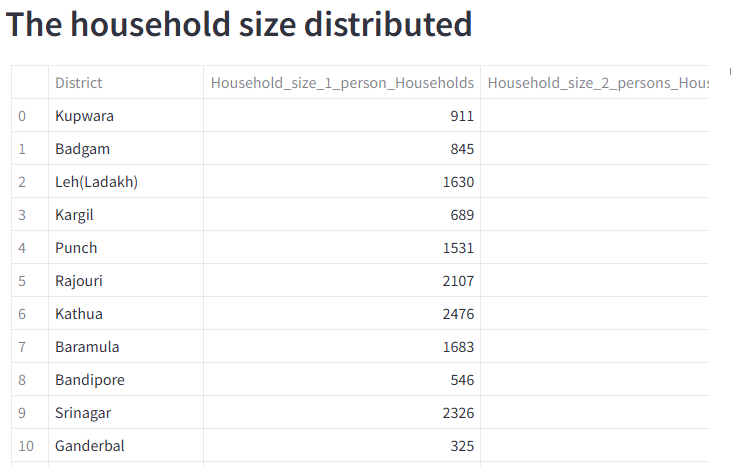 The household size distributed
District Household_size_1_person_Households Household_size_2_persons_Hous
0 Kupwara 911
1 Badgam 845
2 Leh(Ladakh) 1630
3 Kargil 689
4 Punch 1531
5 Rajouri 2107
6 Kathua 2476
7 Baramula 1683
8 Bandipore 546
9 Srinagar 2326
10 Ganderbal 325